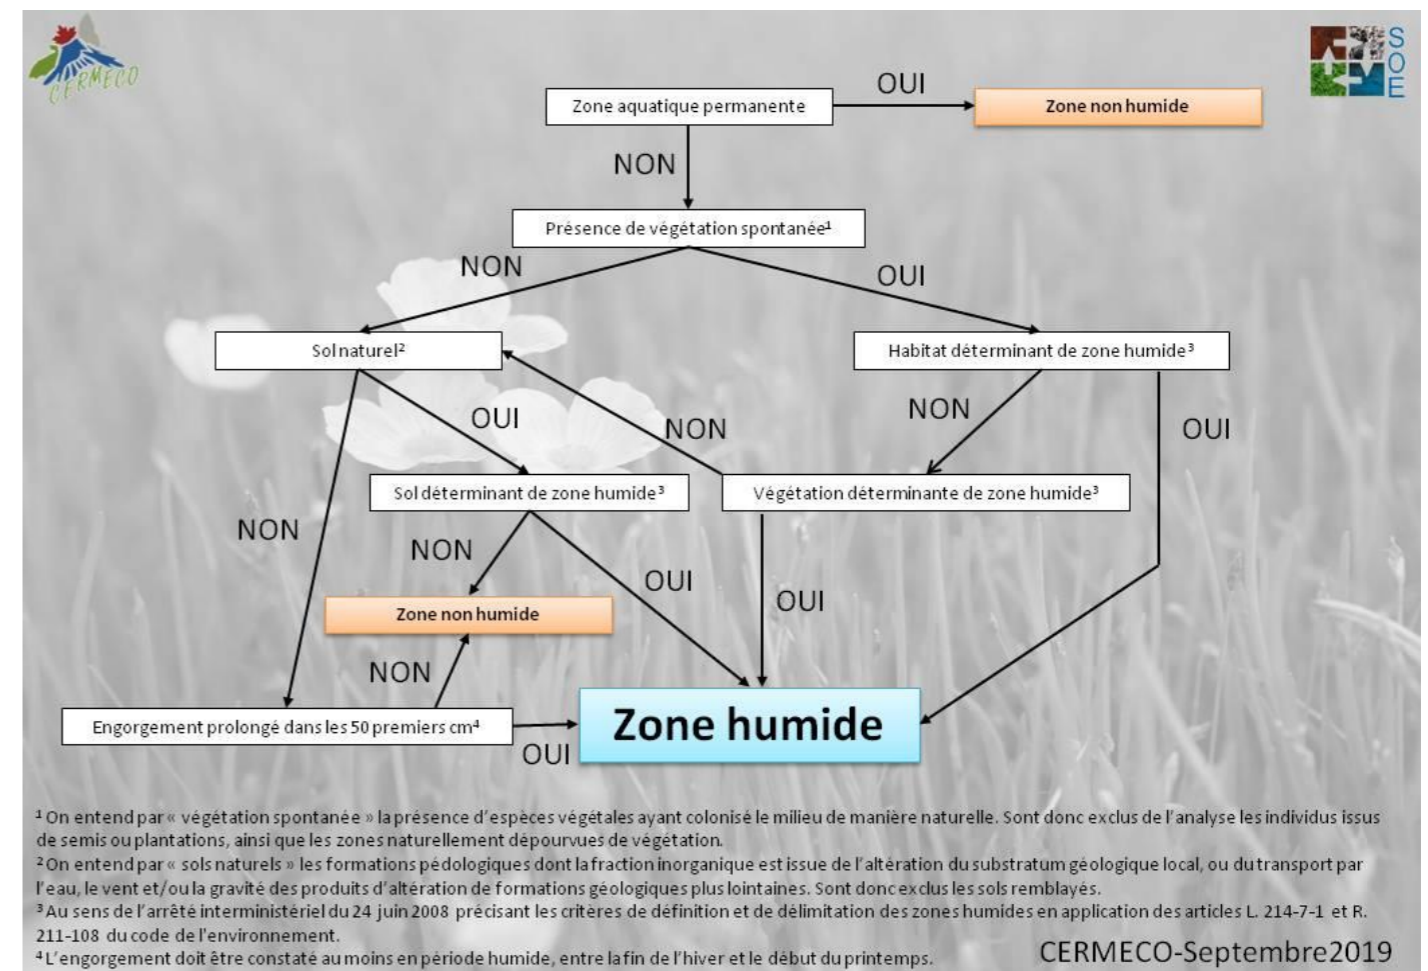 CERMECO
SOE
Zone aquatique permanente
OUI
Zone non humide
NON
Présence de végétation spontanée¹
NON
OUI
Sol naturel²
Habitat déterminant de zone humide³
OUI
NON
NON
OUI
Sol déterminant de zone humide³
Végétation déterminante de zone humide³
NON
NON
OUI
OUI
Zone non humide
NON
Engorgement prolongé dans les 50 premiers cm⁴
OUI
Zone humide
¹ On entend par « végétation spontanée » la présence d'espèces végétales ayant colonisé le milieu de manière naturelle. Sont donc exclus de l'analyse les individus issus
de semis ou plantations, ainsi que les zones naturellement dépourvues de végétation.
² On entend par « sols naturels » les formations pédologiques dont la fraction inorganique est issue de l'altération du substratum géologique local, ou du transport par
l'eau, le vent et/ou la gravité des produits d'altération de formations géologiques plus lointaines. Sont donc exclus les sols remblayés.
³ Au sens de l'arrêté interministériel du 24 juin 2008 précisant les critères de définition et de délimitation des zones humides en application des articles L. 214-7-1 et R.
211-108 du code de l'environnement.
⁴ L'engorgement doit être constaté au moins en période humide, entre la fin de l'hiver et le début du printemps.
CERMECO-Septembre2019